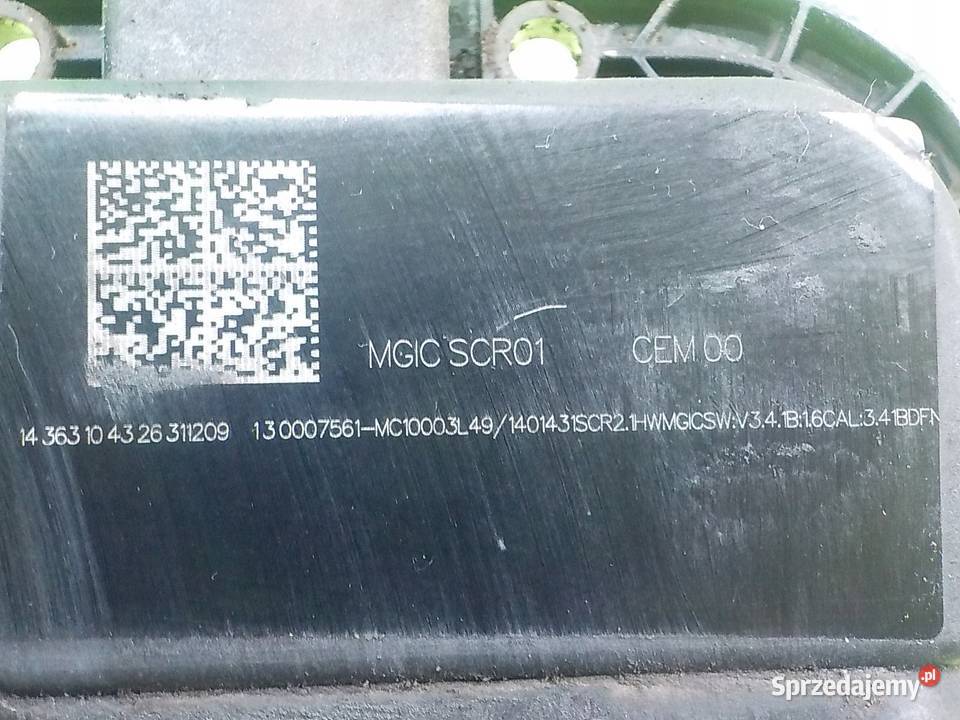 MGIC SCR01 CEM 00
14 363 10 43 26 311209 13 0007561-MC10003L49/1401431SCR2.1HWMGICSW:V3.4.1B:1.6CAL:3.41BDFN
Sprzedajemy.pl